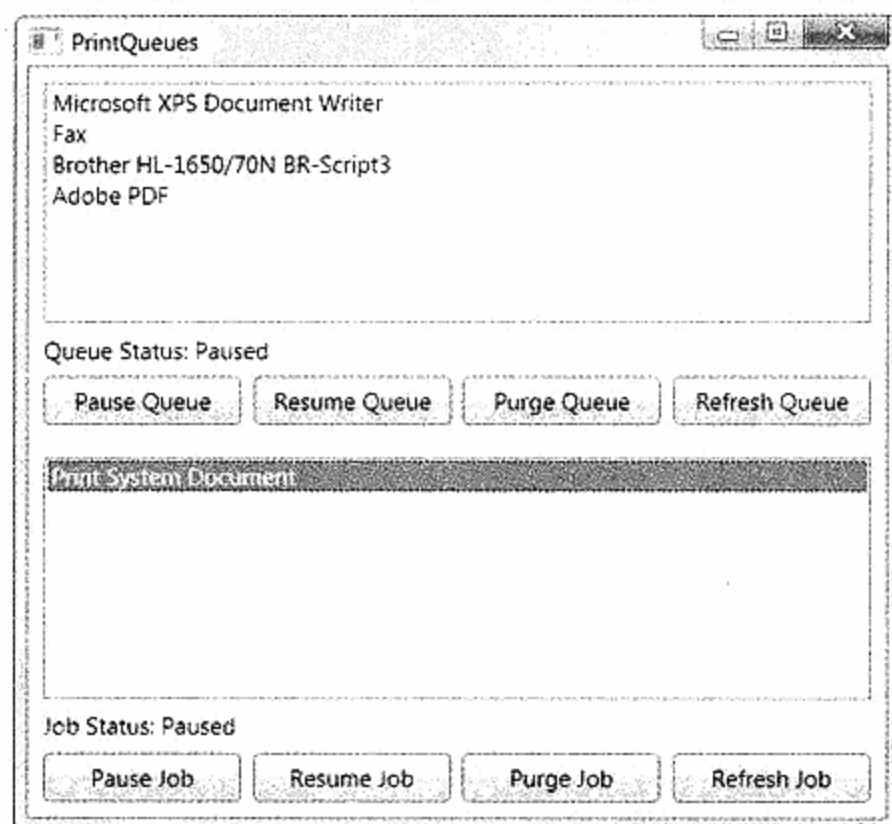 PrintQueues
Microsoft XPS Document Writer
Fax
Brother HL-1650/70N BR-Script3
Adobe PDF
Queue Status: Paused
Pause Queue Resume Queue Purge Queue Refresh Queue
Print System Document
Job Status: Paused
Pause Job Resume Job Purge Job Refresh Job